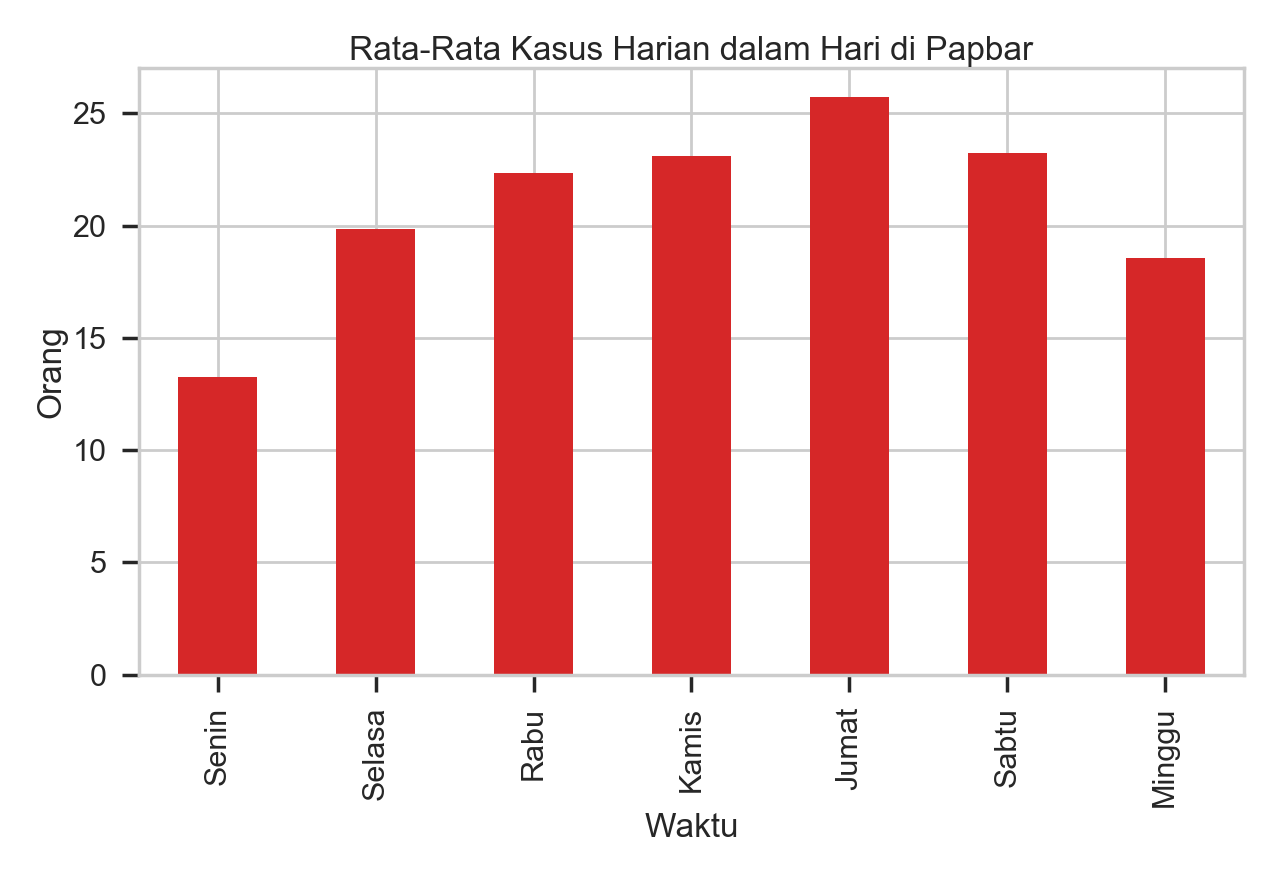 Rata-Rata Kasus Harian dalam Hari di Papbar
25
20
15
10
5
0
Orang
Senin
Selasa
Rabu
Kamis
Jumat
Sabtu
Minggu
Waktu